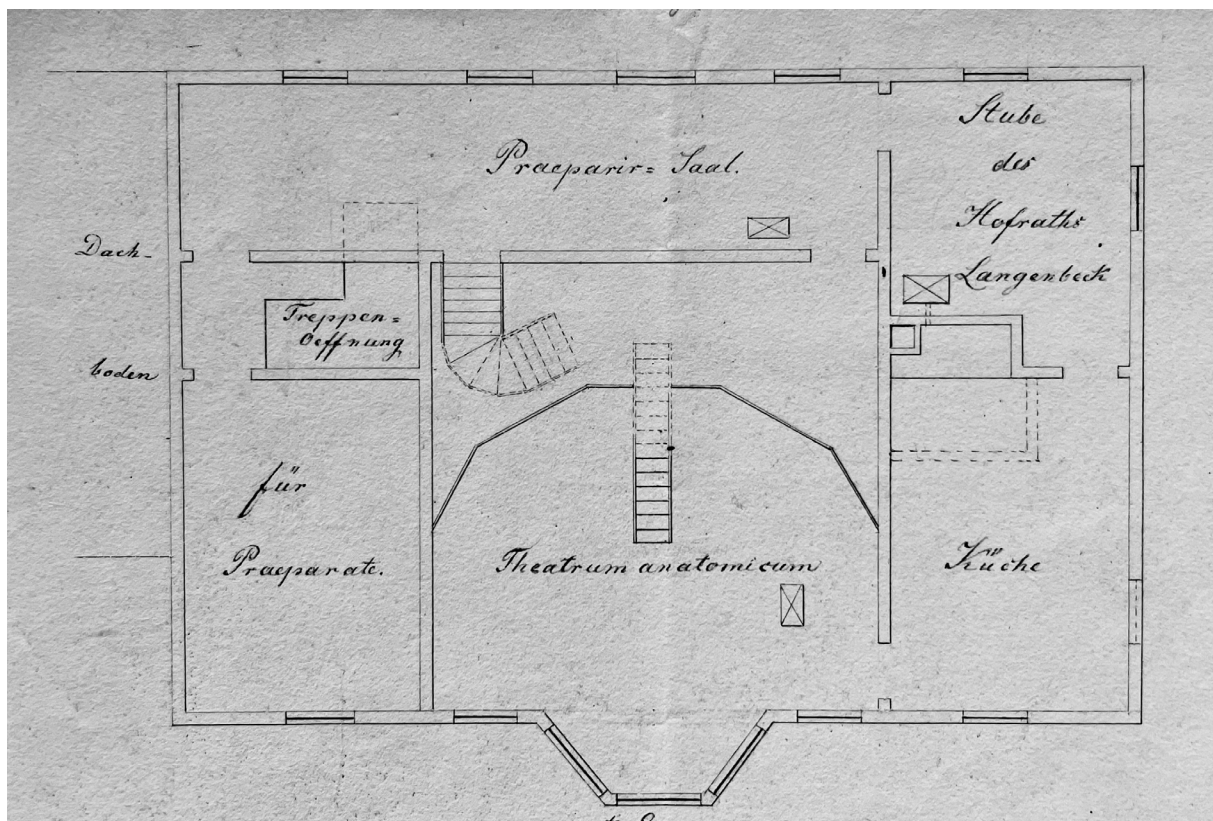 Praeparir= Saal.
Stube
des
Hofraths
Langenbeck
Dach-
boden
Treppen=
Oeffnung
für
Praeparate.
Theatrum anatomicum
Küche